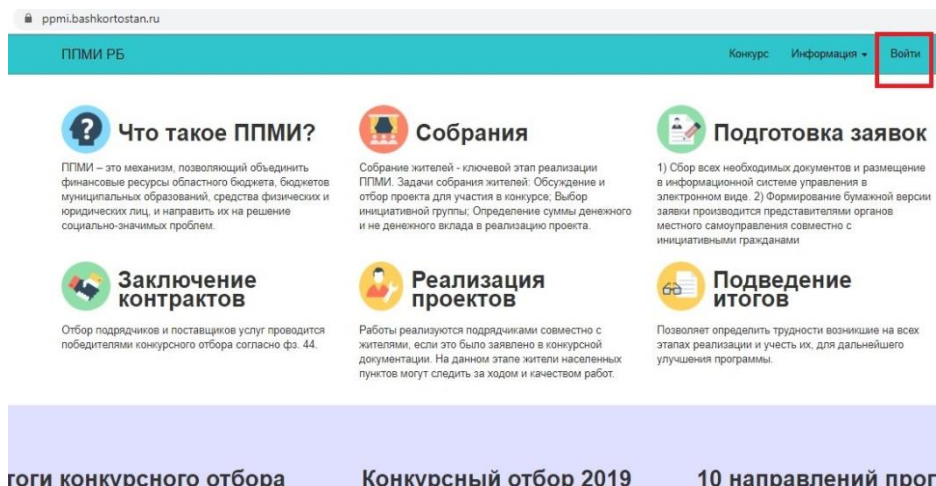 ppmi.bashkortostan.ru
ППМИ РБ
Конкурс Информация Войти
Что такое ППМИ?
ППМИ – это механизм, позволяющий объединить
финансовые ресурсы областного бюджета, бюджетов
муниципальных образований, средства физических и
юридических лиц, и направить их на решение
социально-значимых проблем.
Собрания
Собрание жителей - ключевой этап реализации
ППМИ. Задачи собрания жителей: Обсуждение и
отбор проекта для участия в конкурсе; Выбор
инициативной группы; Определение суммы денежного
и не денежного вклада в реализацию проекта.
Подготовка заявок
1) Сбор всех необходимых документов и размещение
в информационной системе управления в
электронном виде. 2) Формирование бумажной версии
заявки производится представителями органов
местного самоуправления совместно с
инициативными гражданами
Заключение
контрактов
Отбор подрядчиков и поставщиков услуг проводится
победителями конкурсного отбора согласно фз. 44.
Реализация
проектов
Работы реализуются подрядчиками совместно с
жителями, если это было заявлено в конкурсной
документации. На данном этапе жители населенных
пунктов могут следить за ходом и качеством работ.
Подведение
итогов
Позволяет определить трудности возникшие на всех
этапах реализации и учесть их, для дальнейшего
улучшения программы.
тоги конкурсного отбора
Конкурсный отбор 2019
10 направлений прог